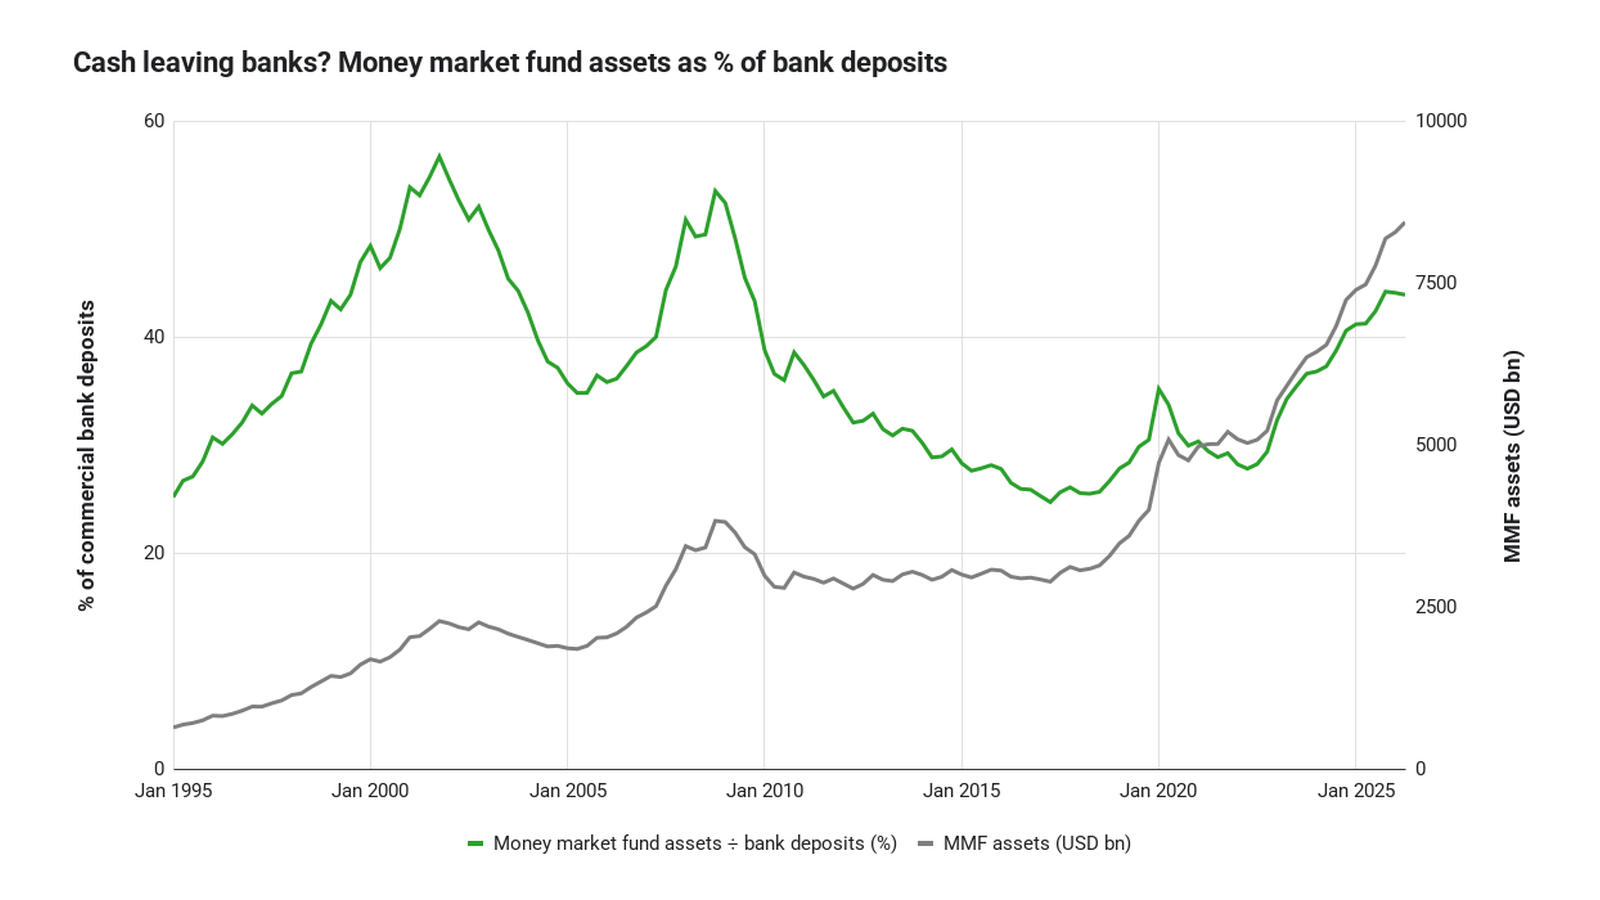 Cash leaving banks? Money market fund assets as % of bank deposits
% of commercial bank deposits
60
40
20
0
10000
7500
5000
2500
0
MMF assets (USD bn)
Jan 1995
Jan 2000
Jan 2005
Jan 2010
Jan 2015
Jan 2020
Jan 2025
Money market fund assets ÷ bank deposits (%)
MMF assets (USD bn)